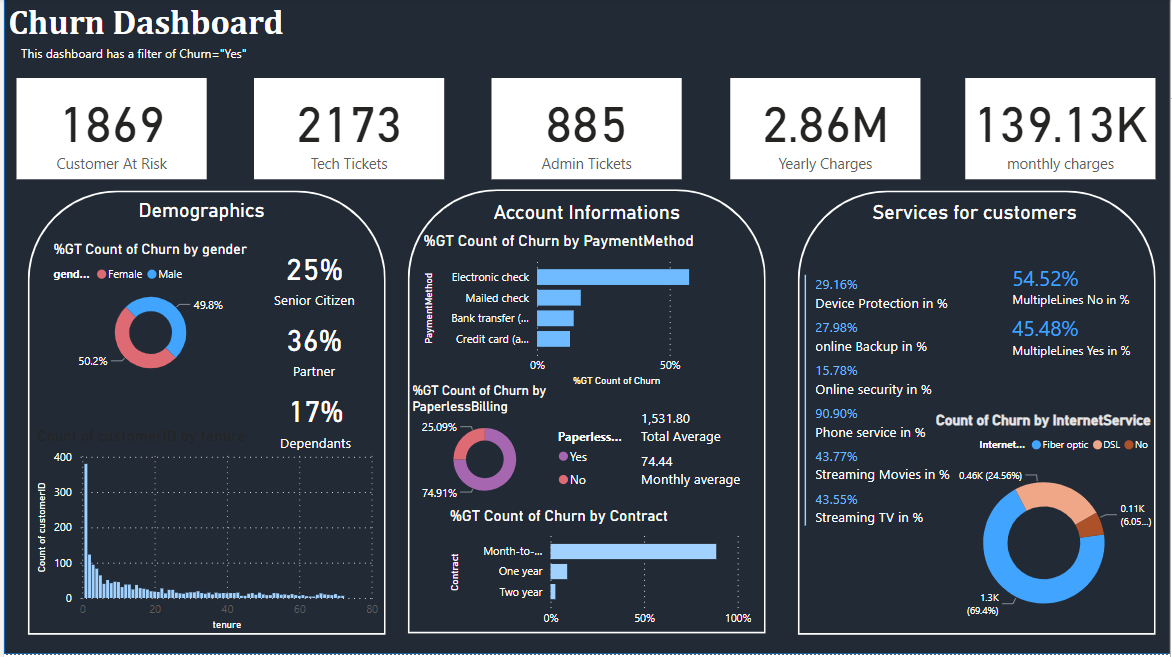 Churn Dashboard
This dashboard has a filter of Churn="Yes"
1869
Customer At Risk
2173
Tech Tickets
885
Admin Tickets
2.86M
Yearly Charges
139.13K
monthly charges
Demographics
%GT Count of Churn by gender
gend... Female Male
49.8%
50.2%
25%
Senior Citizen
36%
Partner
17%
Dependants
Count of customerID by tenure
Count of customerID
400
300
200
100
0
0 20 40 60 80
tenure
Account Informations
%GT Count of Churn by PaymentMethod
PaymentMethod
Electronic check
Mailed check
Bank transfer (...
Credit card (a...
0% 50%
%GT Count of Churn
%GT Count of Churn by
PaperlessBilling
25.09%
74.91%
Paperless...
Yes
No
1,531.80
Total Average
74.44
Monthly average
%GT Count of Churn by Contract
Contract
Month-to-...
One year
Two year
0% 50% 100%
Services for customers
29.16%
Device Protection in %
27.98%
online Backup in %
15.78%
Online security in %
90.90%
Phone service in %
43.77%
Streaming Movies in %
43.55%
Streaming TV in %
54.52%
MultipleLines No in %
45.48%
MultipleLines Yes in %
Count of Churn by InternetService
Internet... Fiber optic DSL No
0.46K (24.56%)
0.11K
(6.05...)
1.3K
(69.4%)